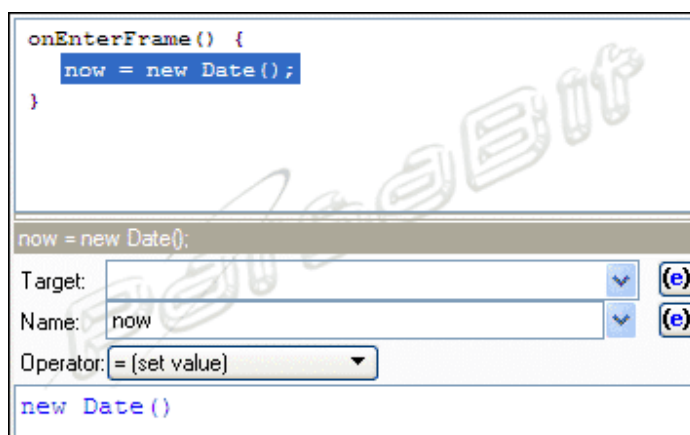 onEnterFrame() {
now = new Date();
}
now = new Date();
Target:
(e)
Name: now
(e)
Operator: = (set value)
new Date()